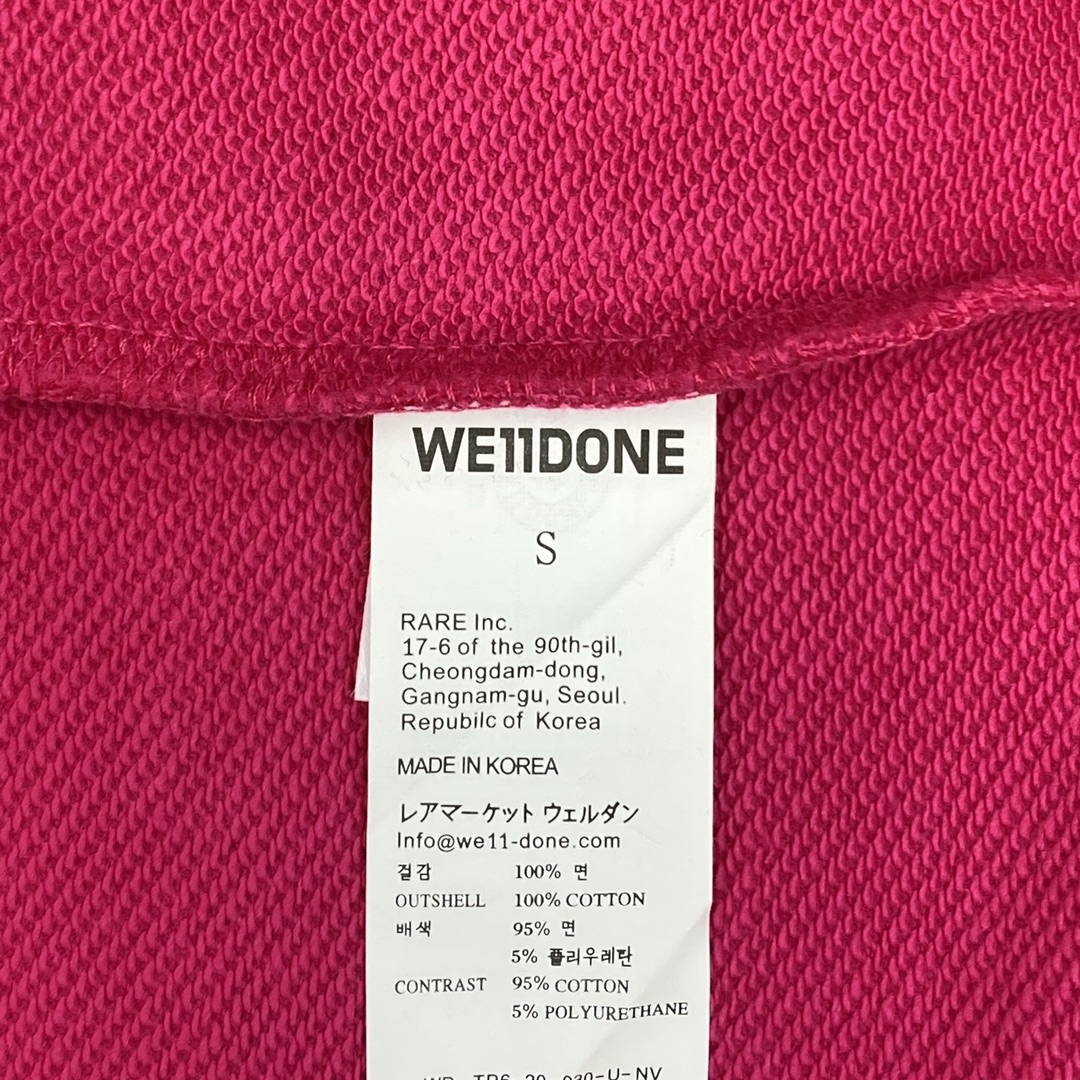 WE11DONE
S
RARE Inc.
17-6 of the 90th-gil,
Cheongdam-dong,
Gangnam-gu, Seoul.
Repubilc of Korea
MADE IN KOREA
レアマーケット ウェルダン
Info@we11-done.com
걸감 100% 면
OUTSHELL 100% COTTON
배색 95% 면
5% 폴리우레탄
CONTRAST 95% COTTON
5% POLYURETHANE